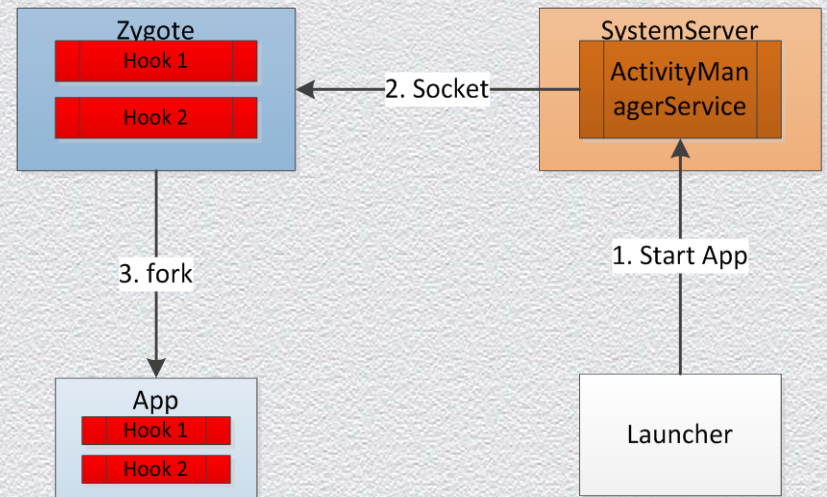 Zygote
Hook 1
Hook 2
2. Socket
SystemServer
ActivityMan
agerService
3. fork
1. Start App
App
Hook 1
Hook 2
Launcher